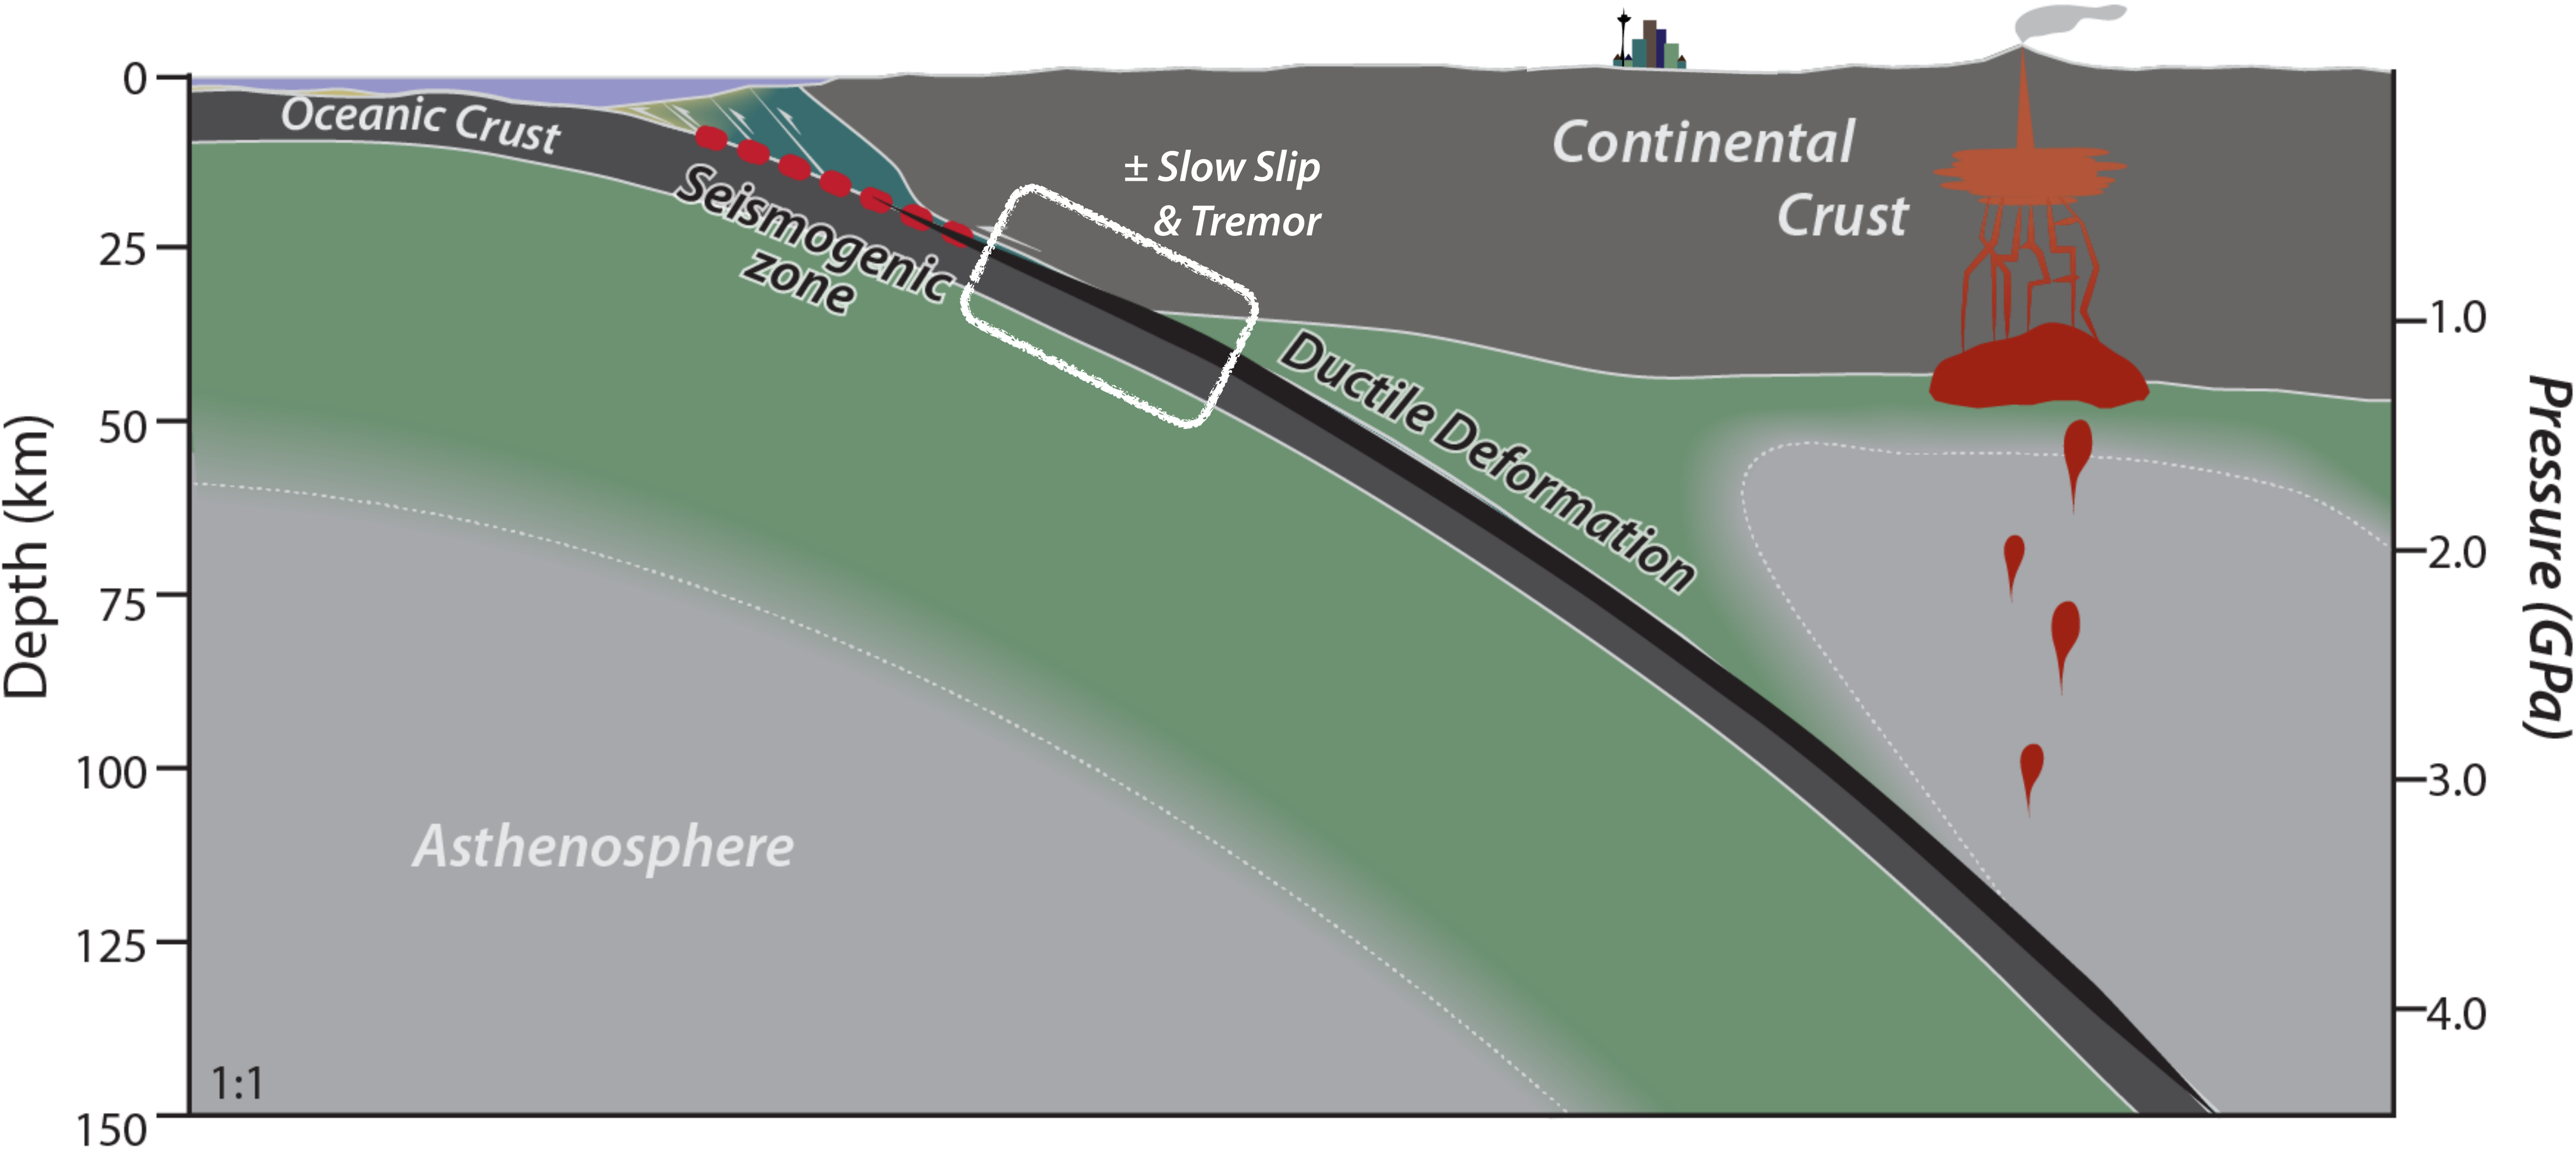 0
25
50
75
100
125
150
Depth (km)
Oceanic Crust
Seismogenic
zone
± Slow Slip
& Tremor
Continental
Crust
Ductile Deformation
Asthenosphere
1:1
1.0
2.0
3.0
4.0
Pressure (GPa)